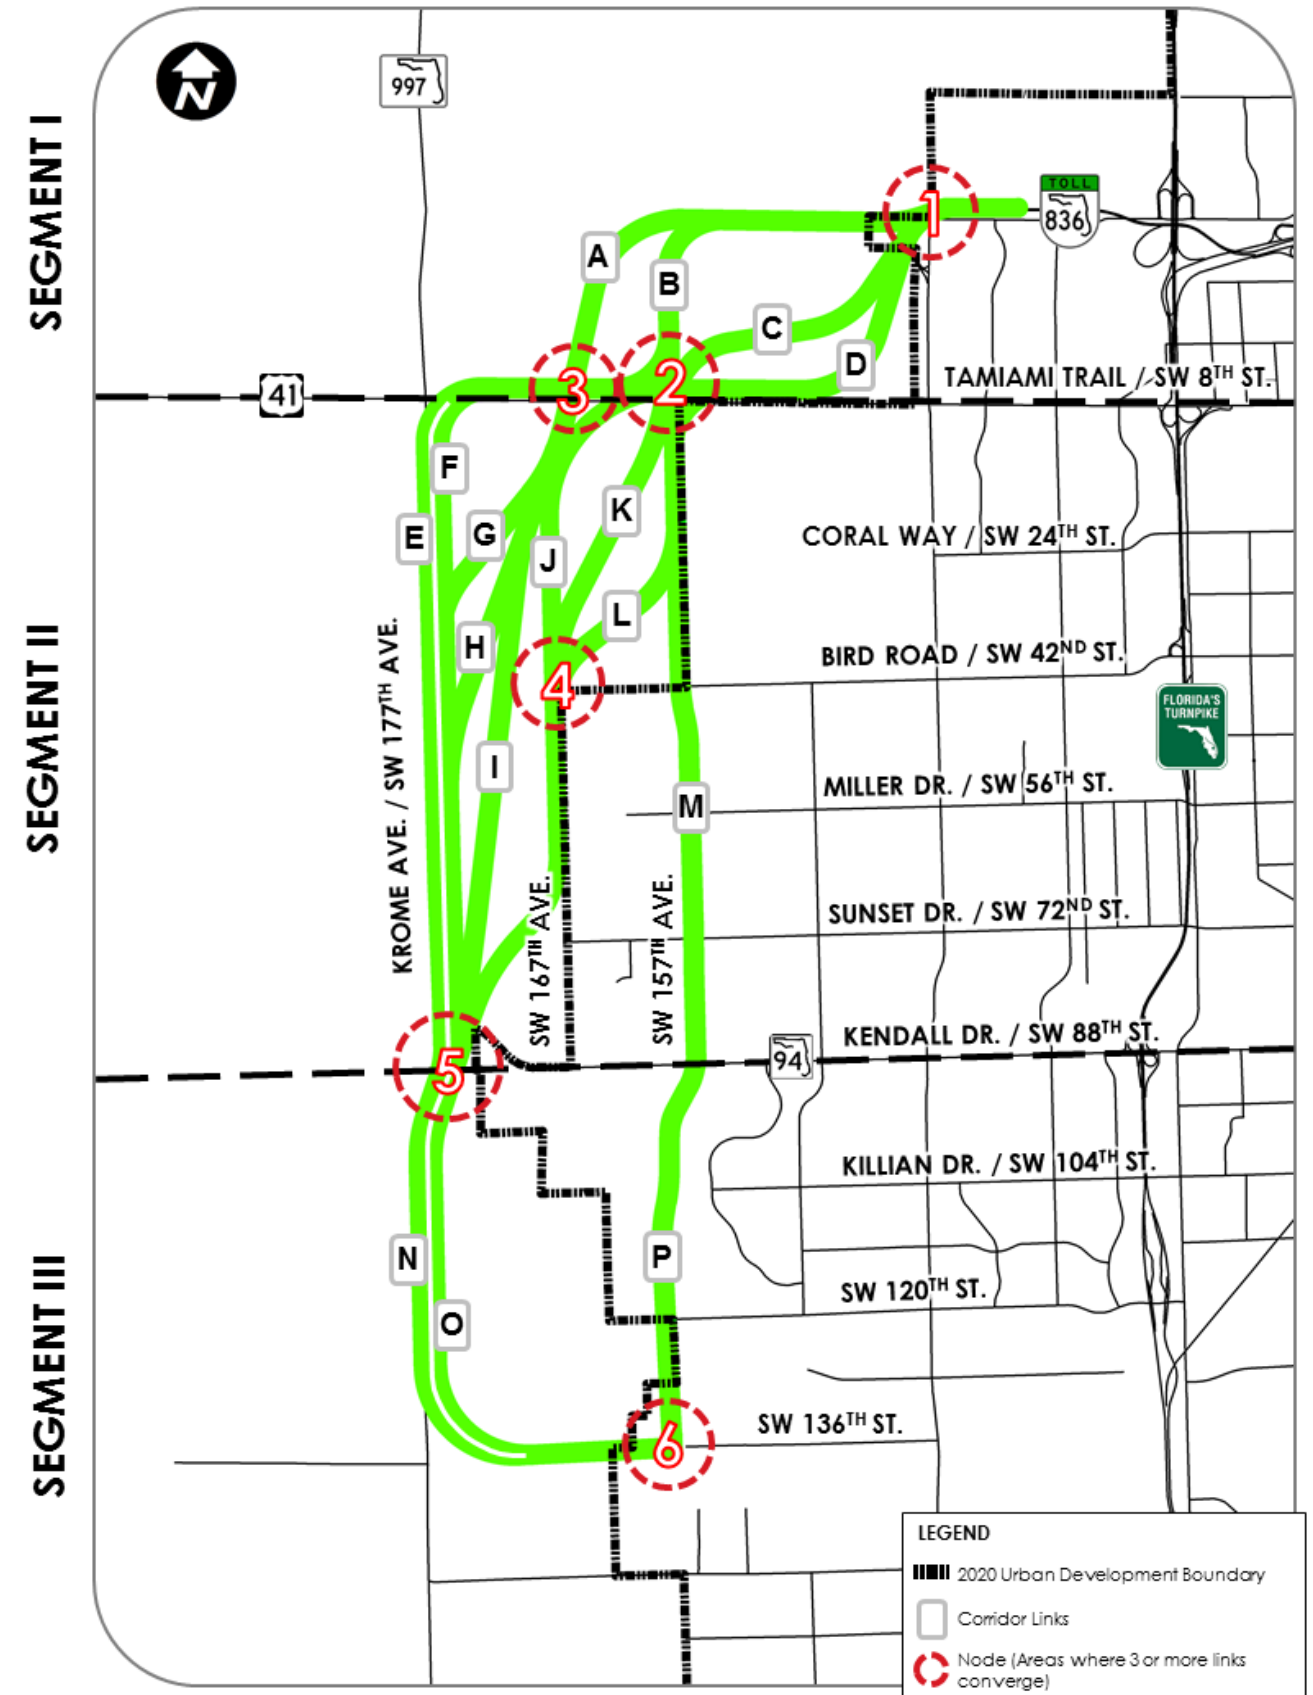 SEGMENT I
SEGMENT II
SEGMENT III
N
997
1
TOLL
836
A
B
C
D
3
2
41
TAMIAMI TRAIL / SW 8TH ST.
F
E
G
K
J
CORAL WAY / SW 24TH ST.
L
H
BIRD ROAD / SW 42ND ST.
4
KROME AVE. / SW 177TH AVE.
FLORIDA'S
TURNPIKE
I
MILLER DR. / SW 56TH ST.
M
SW 167TH AVE.
SW 157TH AVE.
SUNSET DR. / SW 72ND ST.
KENDALL DR. / SW 88TH ST.
5
94
KILLIAN DR. / SW 104TH ST.
N
P
SW 120TH ST.
O
SW 136TH ST.
6
LEGEND
2020 Urban Development Boundary
Corridor Links
Node (Areas where 3 or more links
converge)